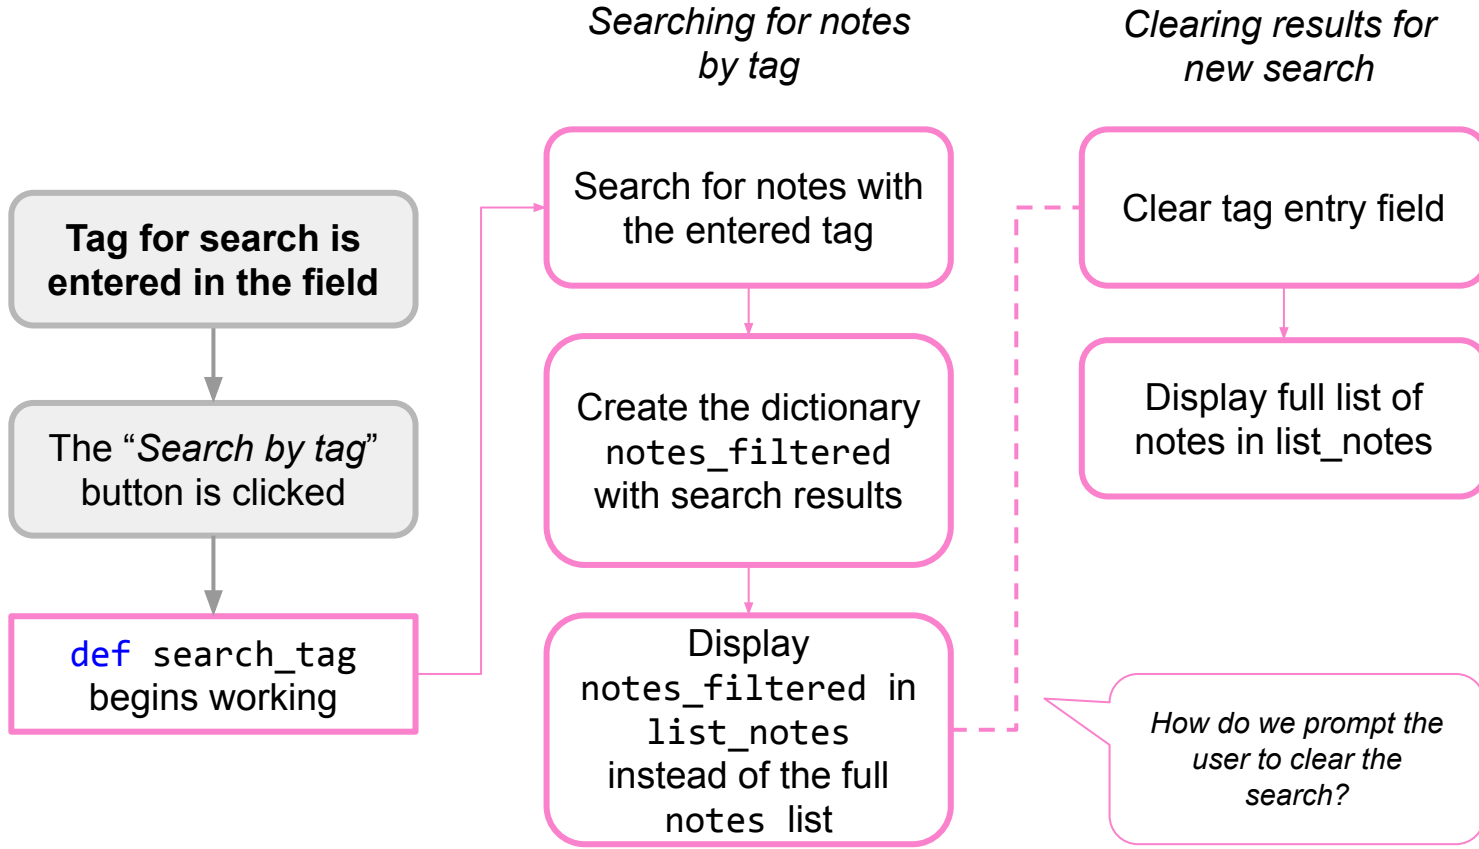 Tag for search is
entered in the field
The “Search by tag”
button is clicked
def search_tag
begins working
Searching for notes
by tag
Search for notes with
the entered tag
Create the dictionary
notes_filtered
with search results
Display
notes_filtered in
list_notes
instead of the full
notes list
Clearing results for
new search
Clear tag entry field
Display full list of
notes in list_notes
How do we prompt the
user to clear the
search?